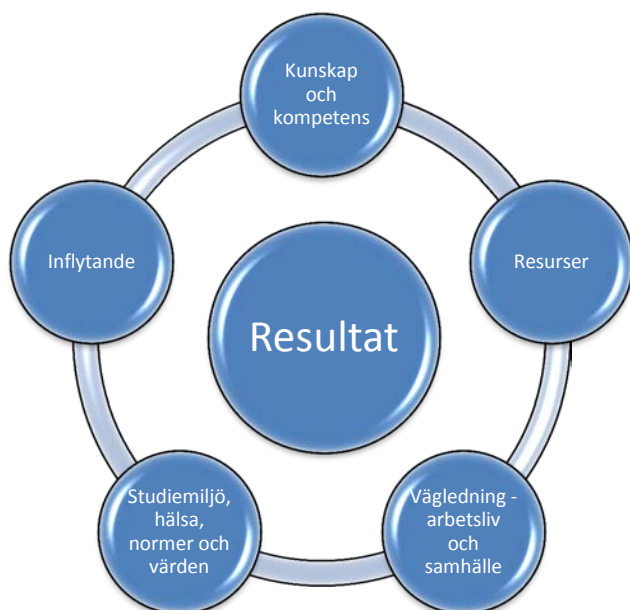 Kunskap
och
kompetens
Inflytande
Resurser
Resultat
Studiemiljö,
hälsa,
normer och
värden
Vägledning -
arbetsliv
och
samhälle